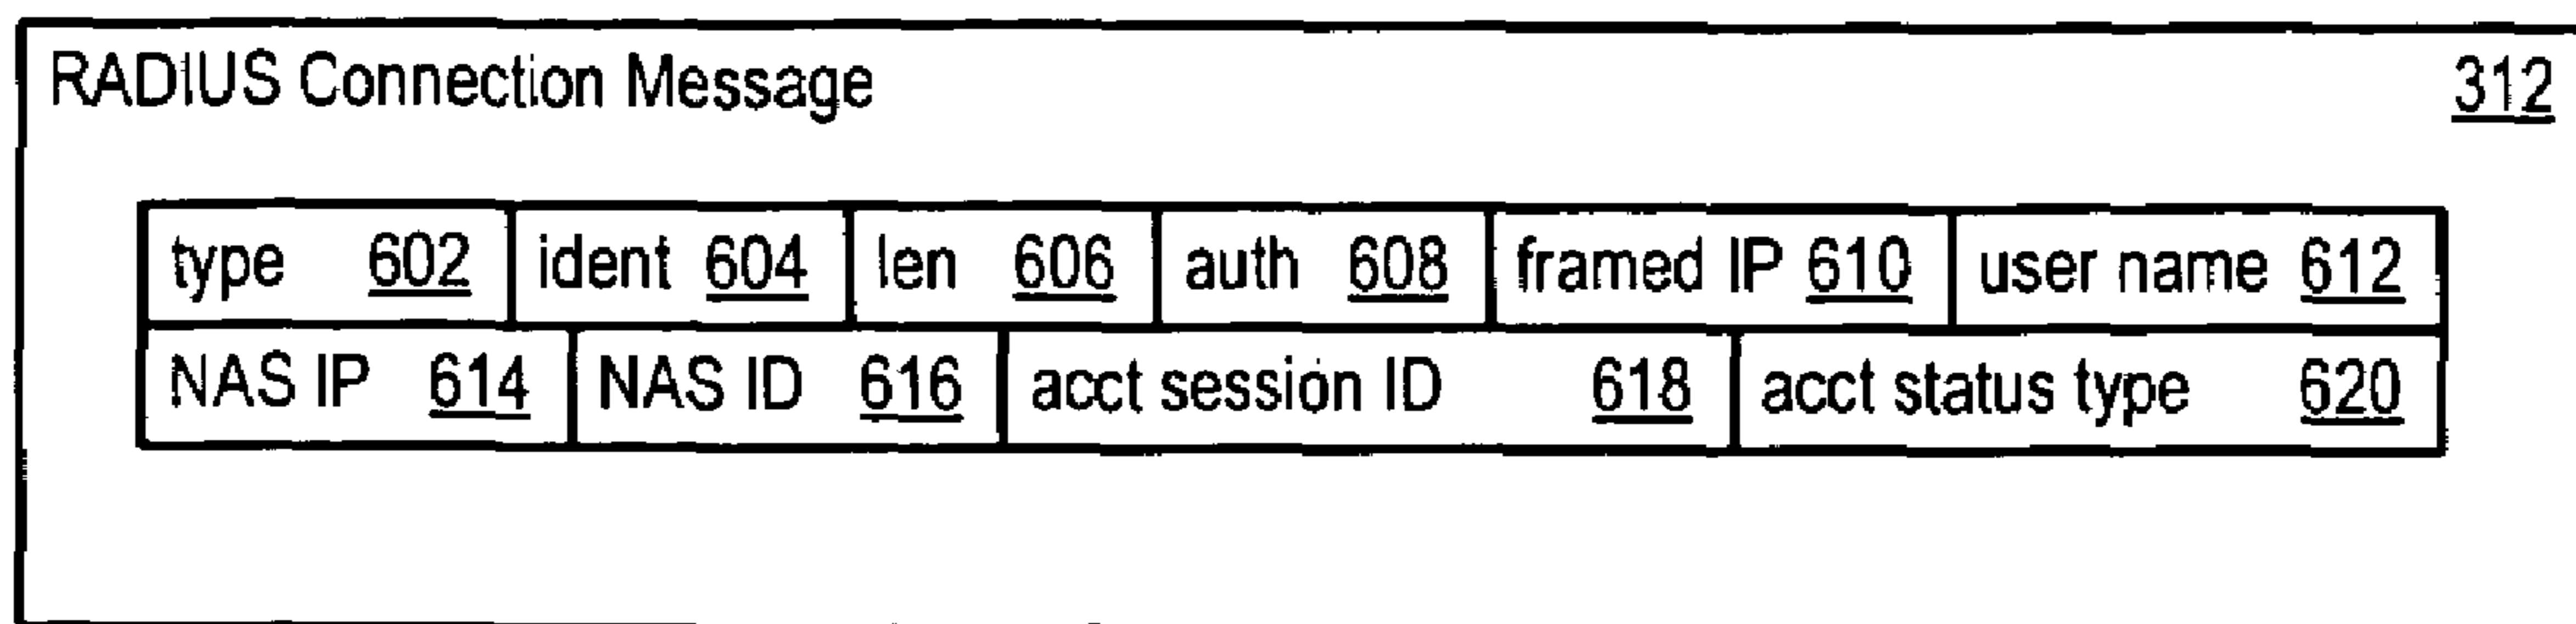 RADIUS Connection Message 312
type 602 ident 604 len 606 auth 608 framed IP 610 user name 612
NAS IP 614 NAS ID 616 acct session ID 618 acct status type 620